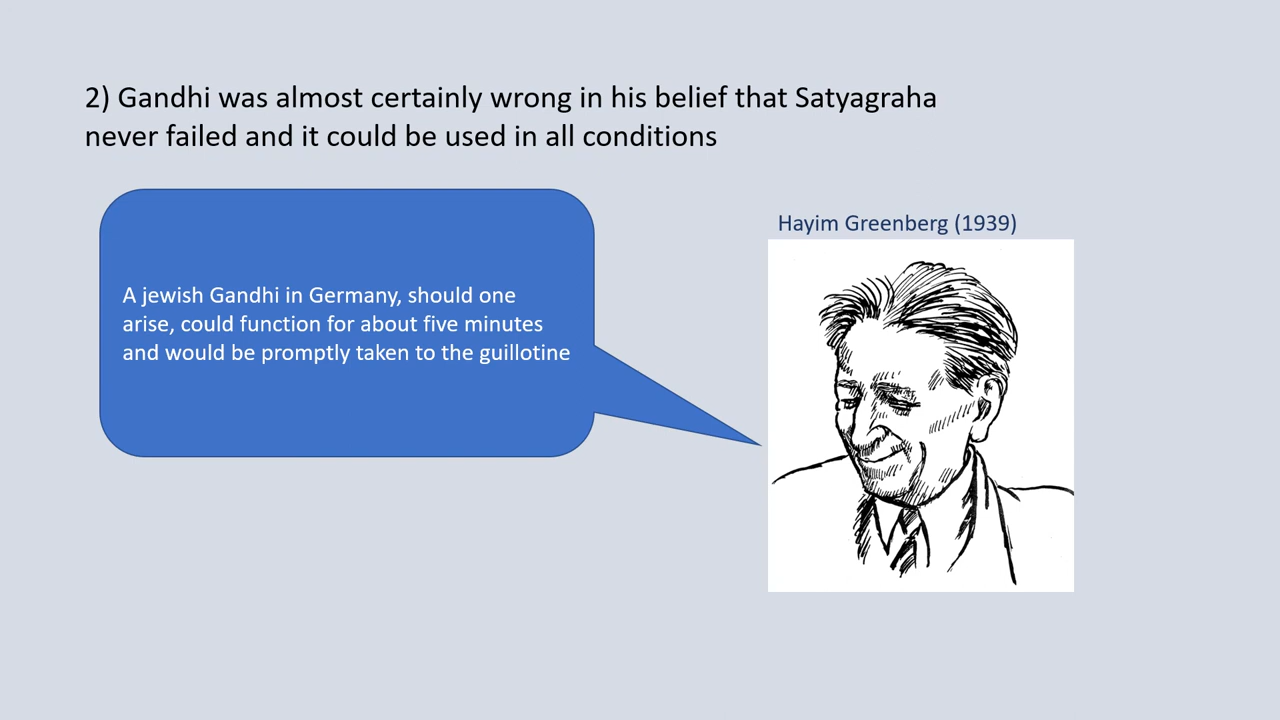 2) Gandhi was almost certainly wrong in his belief that Satyagraha
never failed and it could be used in all conditions
A jewish Gandhi in Germany, should one
arise, could function for about five minutes
and would be promptly taken to the guillotine
Hayim Greenberg (1939)